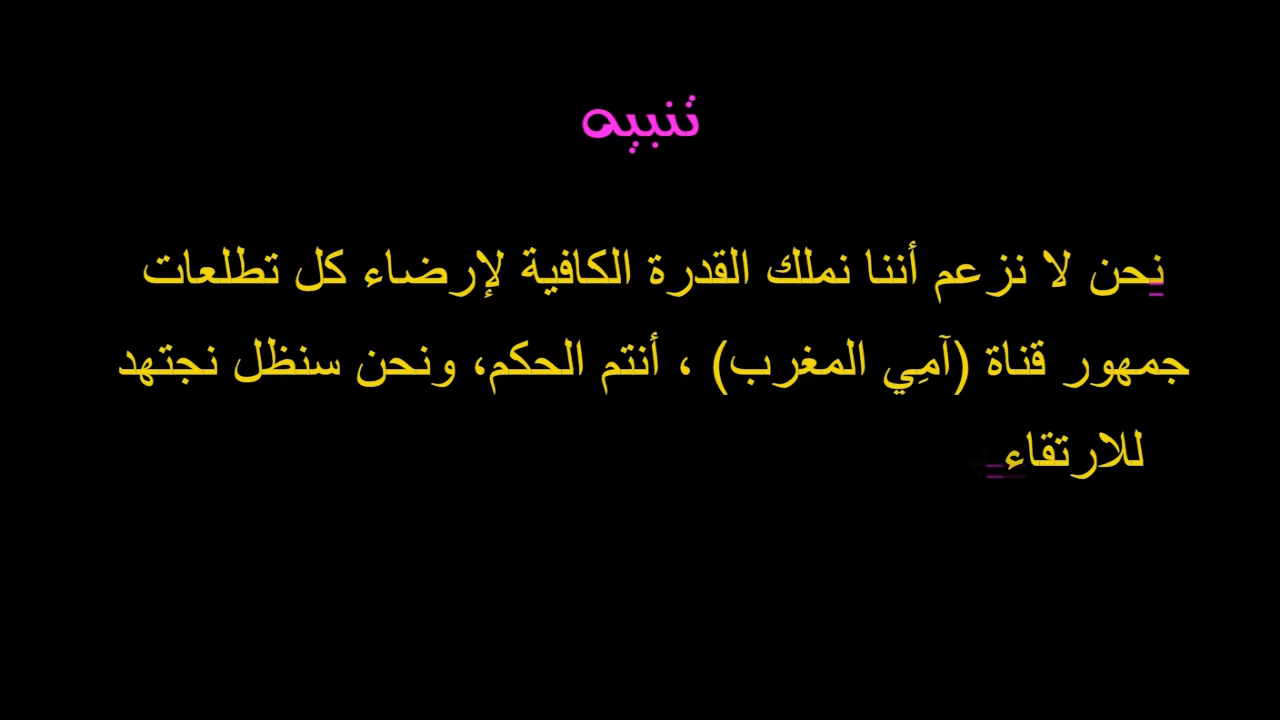 تنبيه
نحن لا نزعم أننا نملك القدرة الكافية لإرضاء كل تطلعات
جمهور قناة (آمِي المغرب) ، أنتم الحكم، ونحن سنظل نجتهد
للارتقاء